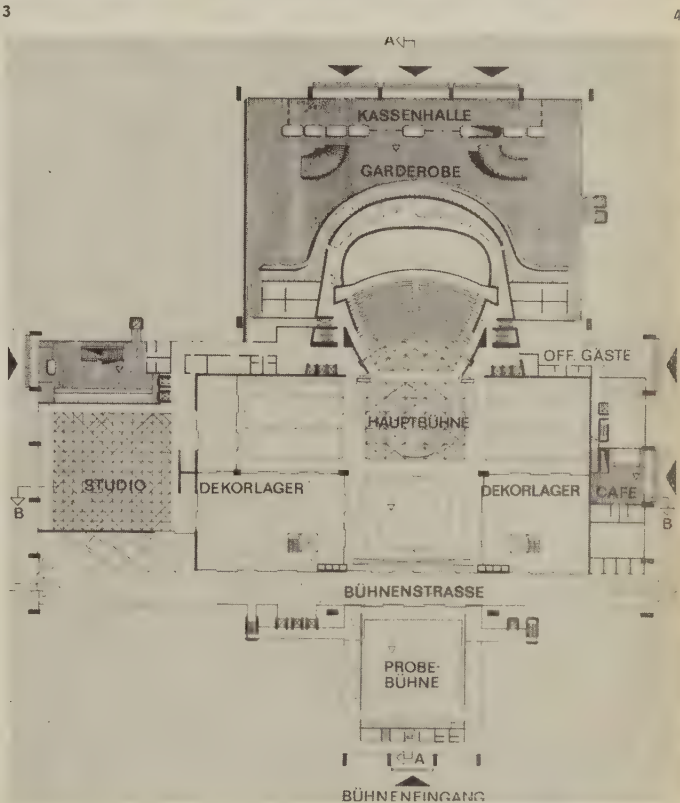 3
4
A
KASSENHALLE
GARDEROBE
OFF. GÄSTE
HAUPTBÜHNE
STUDIO
DEKORLAGER
DEKORLAGER
CAFE
B
B
BÜHNENSTRASSE
PROBE-
BÜHNE
A
BÜHNENEINGANG